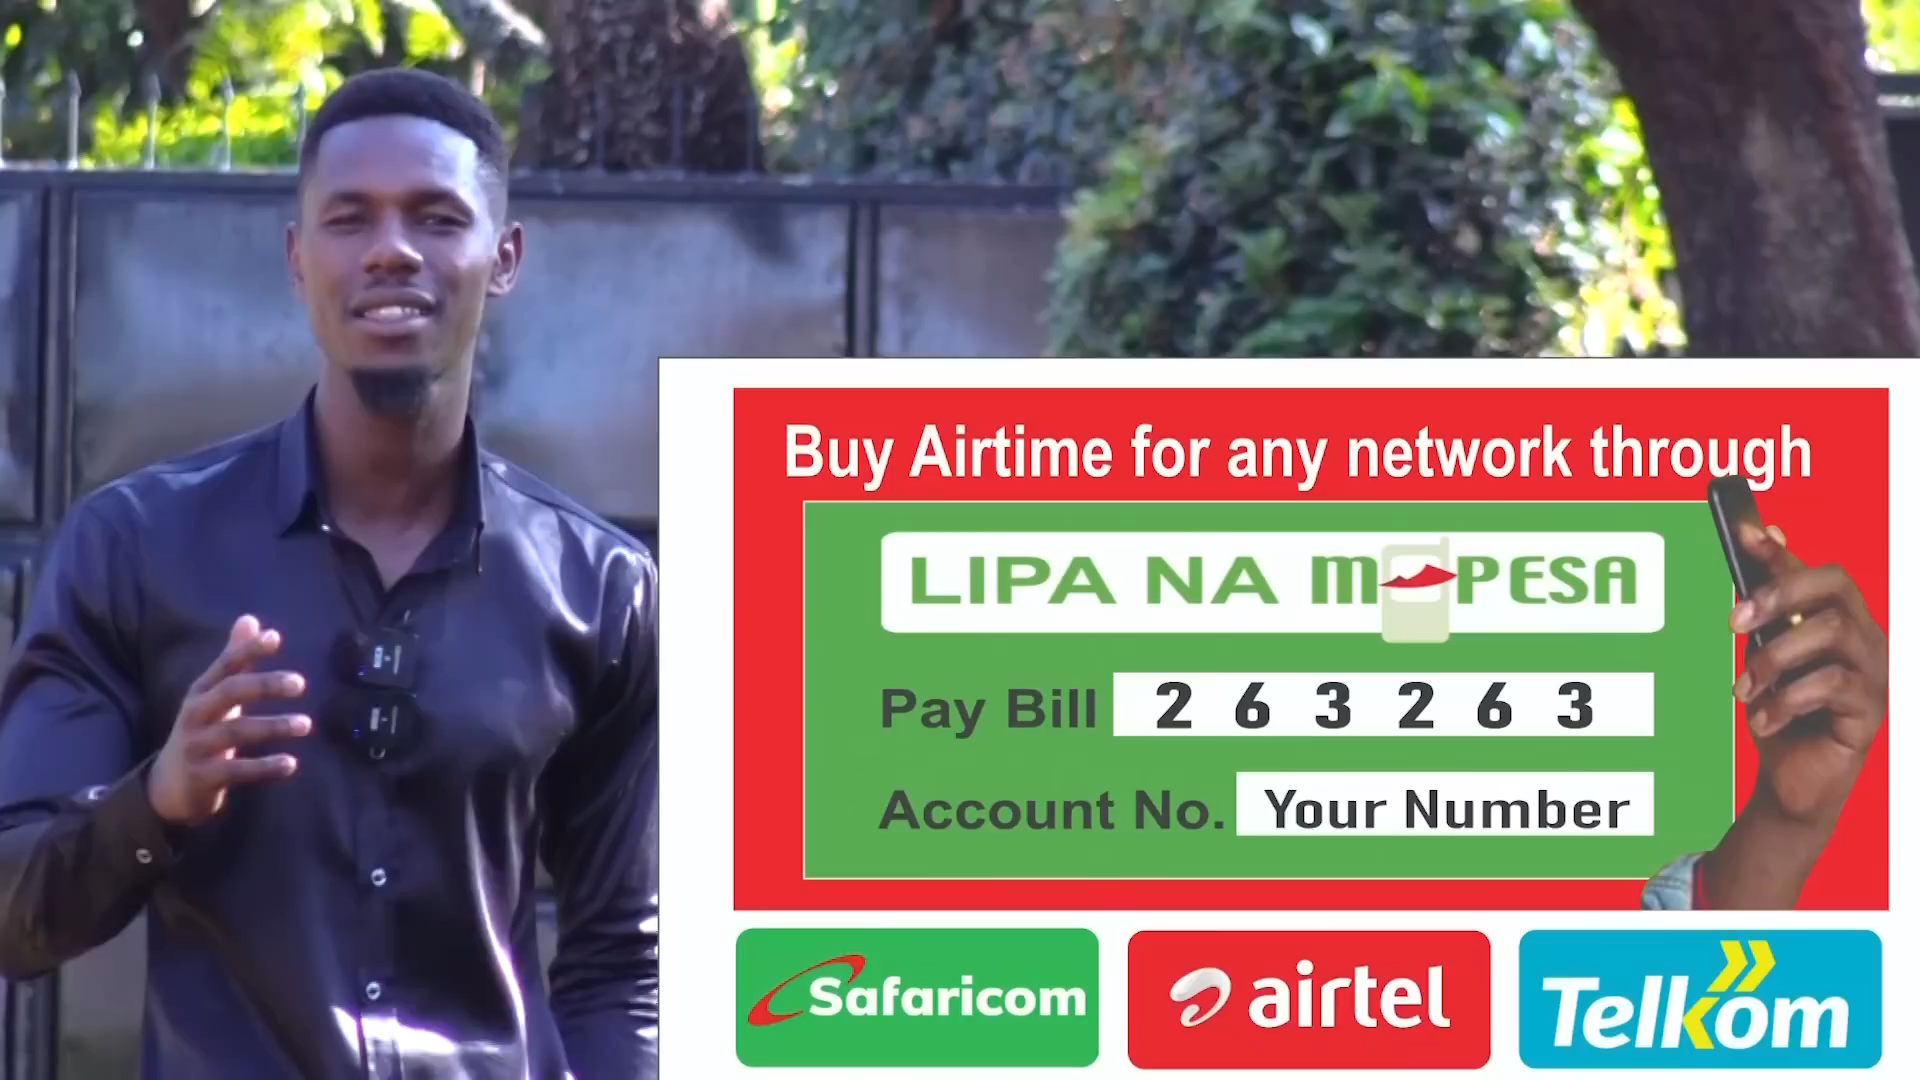 Buy Airtime for any network through
LIPA NA M-PESA
Pay Bill 2 6 3 2 6 3
Account No. Your Number
Safaricom airtel Telkom